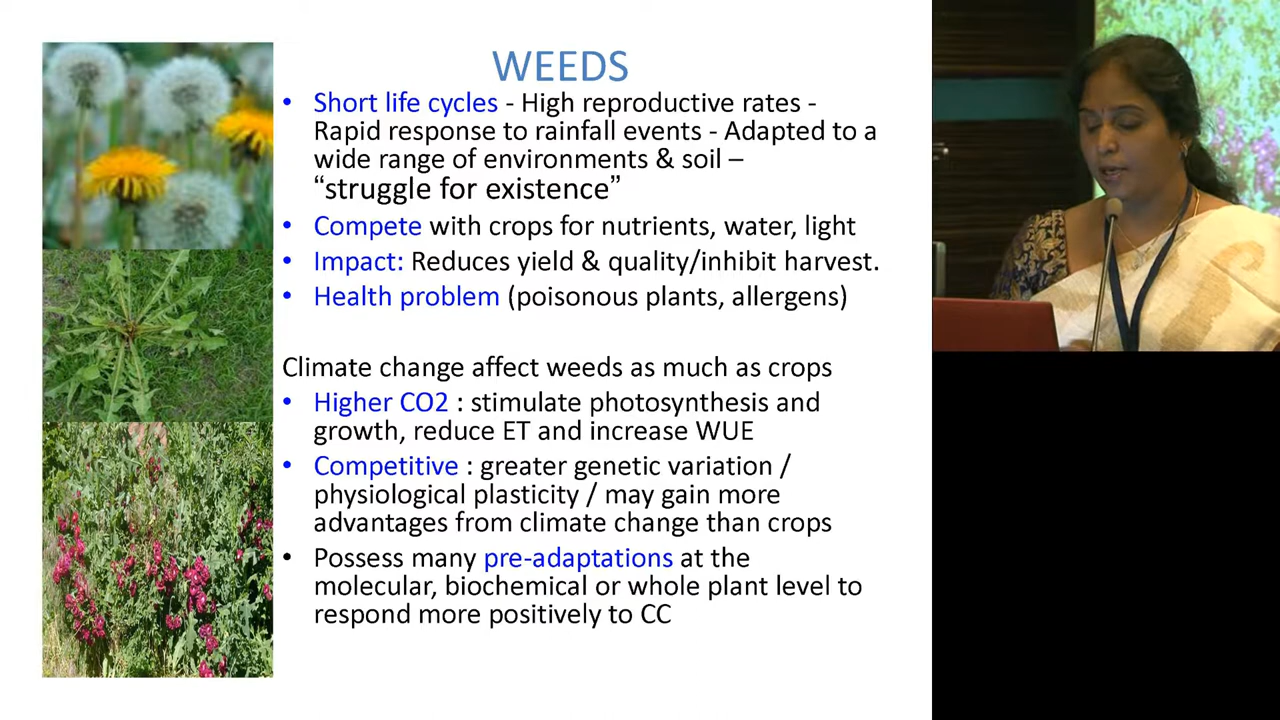 WEEDS
• Short life cycles - High reproductive rates -
Rapid response to rainfall events - Adapted to a
wide range of environments & soil –
“struggle for existence”
• Compete with crops for nutrients, water, light
• Impact: Reduces yield & quality/inhibit harvest.
• Health problem (poisonous plants, allergens)
Climate change affect weeds as much as crops
• Higher CO2 : stimulate photosynthesis and
growth, reduce ET and increase WUE
• Competitive : greater genetic variation /
physiological plasticity / may gain more
advantages from climate change than crops
• Possess many pre-adaptations at the
molecular, biochemical or whole plant level to
respond more positively to CC